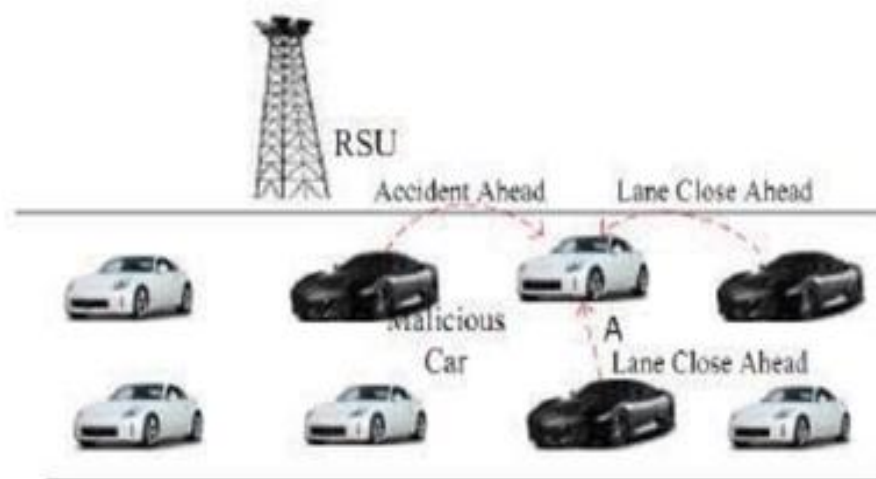 RSU
Accident Ahead
Lane Close Ahead
Malicious
Car
A
Lane Close Ahead